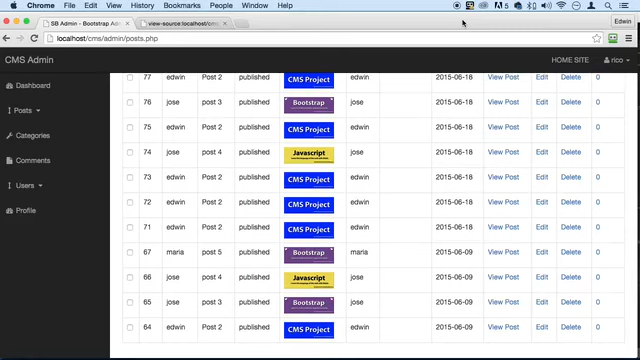 Chrome File Edit View History Bookmarks People Window Help
SB Admin - Bootstrap Ad
view-source:localhost/cms
Edwin
localhost/cms/admin/posts.php
CMS Admin HOME SITE rico
Dashboard
Posts
Categories
Comments
Users
Profile
77 edwin Post 2 published CMS Project edwin 2015-06-18 View Post Edit Delete 0
76 jose post 3 published Bootstrap jose 2015-06-18 View Post Edit Delete 0
75 edwin Post 2 published CMS Project edwin 2015-06-18 View Post Edit Delete 0
74 jose post 4 published Javascript jose 2015-06-18 View Post Edit Delete 0
73 edwin Post 2 published CMS Project edwin 2015-06-18 View Post Edit Delete 0
72 edwin Post 2 published CMS Project edwin 2015-06-18 View Post Edit Delete 0
71 edwin Post 2 published CMS Project edwin 2015-06-18 View Post Edit Delete 0
67 maria post 5 published Bootstrap maria 2015-06-09 View Post Edit Delete 0
66 jose post 4 published Javascript jose 2015-06-09 View Post Edit Delete 0
65 jose post 3 published Bootstrap jose 2015-06-09 View Post Edit Delete 0
64 edwin Post 2 published CMS Project edwin 2015-06-09 View Post Edit Delete 0